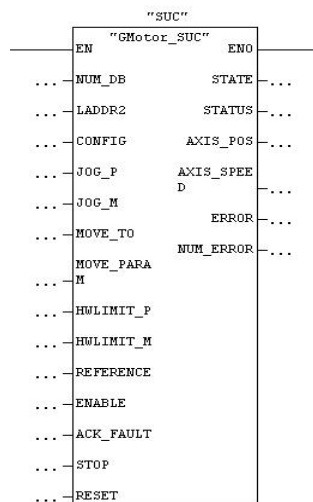 "SUC"
"GMotor_SUC"
EN ENO
... NUM_DB STATE ...
... LADDR2 STATUS ...
... CONFIG AXIS_POS ...
... JOG_P AXIS_SPEE
D ...
... JOG_M
ERROR ...
... MOVE_TO
NUM_ERROR ...
MOVE_PARA
... M
... HWLIMIT_P
... HWLIMIT_M
... REFERENCE
... ENABLE
... ACK_FAULT
... STOP
... RESET